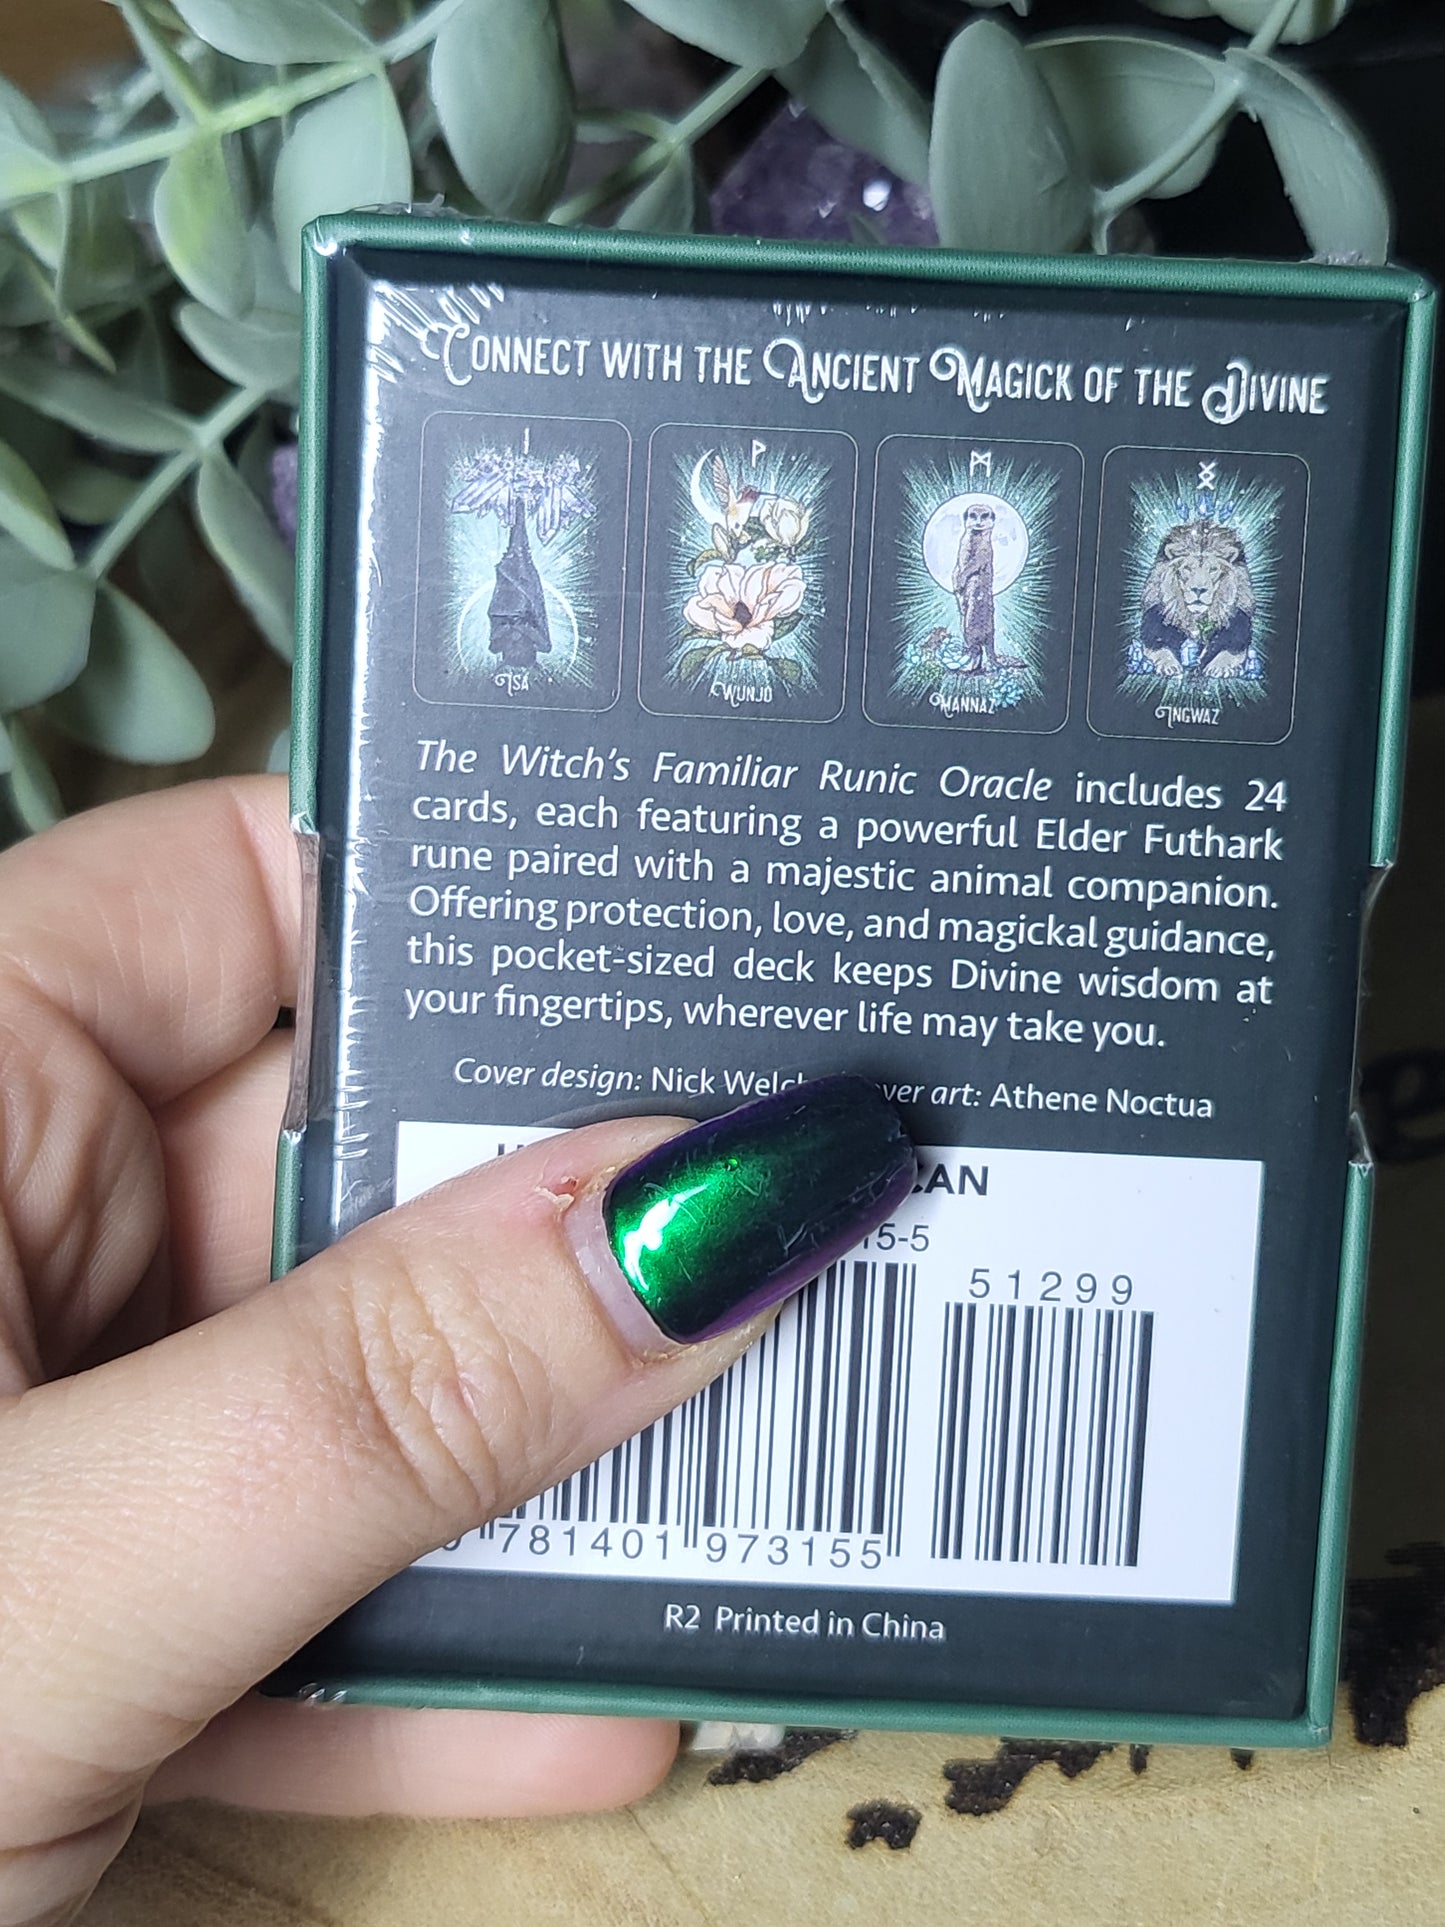 Connect with the Ancient Magick of the Divine
Isa
Wunjo
Mannaz
Ingwaz
The Witch's Familiar Runic Oracle includes 24
cards, each featuring a powerful Elder Futhark
rune paired with a majestic animal companion.
Offering protection, love, and magickal guidance,
this pocket-sized deck keeps Divine wisdom at
your fingertips, wherever life may take you.
Cover design: Nick art: Athene Noctua
CAN
15-5
51299
781401 973155
R2 Printed in China